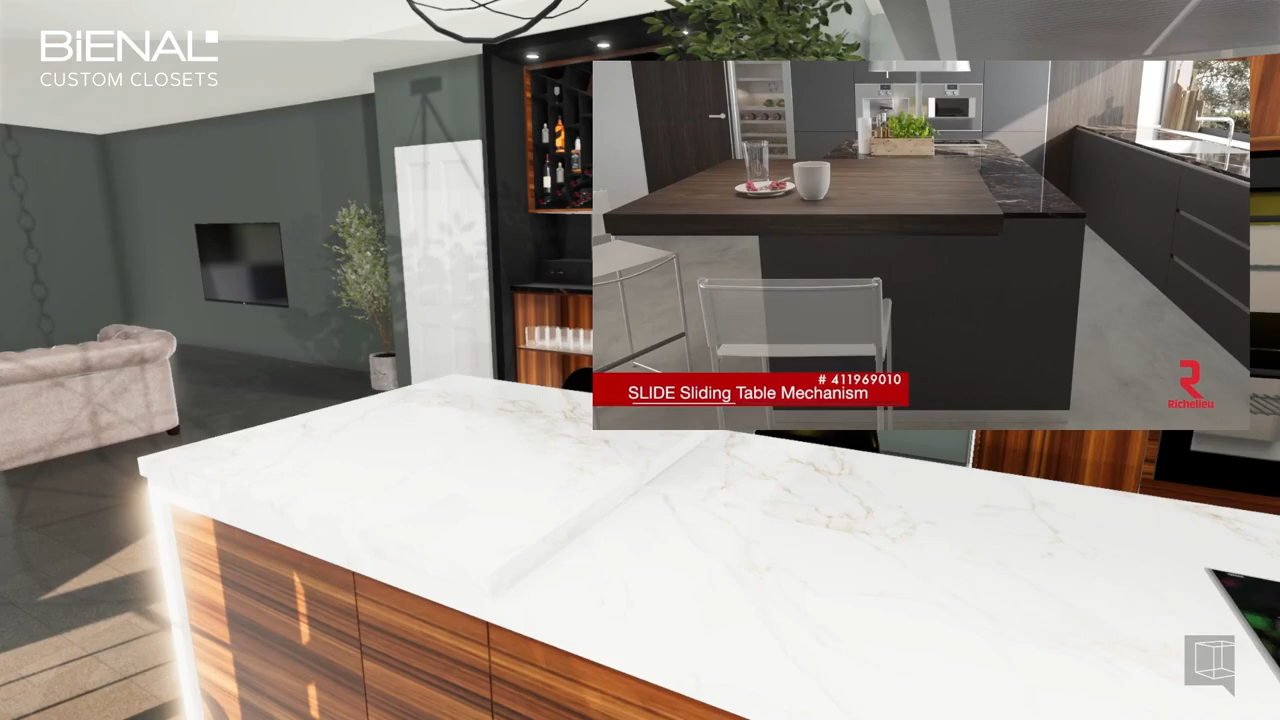 BiENAL
CUSTOM CLOSETS
# 411969010
SLIDE Sliding Table Mechanism
Richelieu